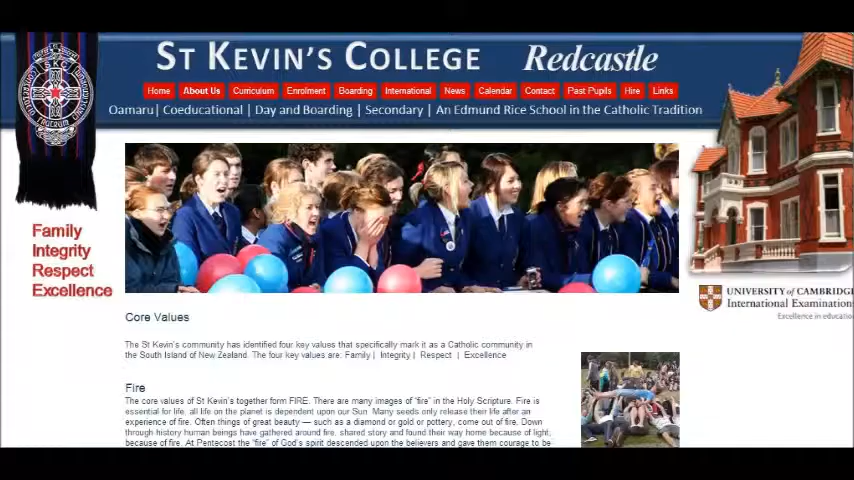 ST KEVIN'S COLLEGE Redcastle
Home About Us Curriculum Enrolment Boarding International News Calendar Contact Past Pupils Hire Links
Oamaru| Coeducational | Day and Boarding | Secondary | An Edmund Rice School in the Catholic Tradition
SKC
Family
Integrity
Respect
Excellence
UNIVERSITY of CAMBRIDGE
International Examinations
Excellence in education
Core Values
The St Kevin's community has identified four key values that specifically mark it as a Catholic community in
the South Island of New Zealand. The four key values are: Family | Integrity | Respect | Excellence
Fire
The core values of St Kevin's together form FIRE. There are many images of "fire" in the Holy Scripture. Fire is
essential for life, all life on the planet is dependent upon our Sun. Many seeds only release their life after an
experience of fire. Often things of great beauty — such as a diamond or gold or pottery, come out of fire. Down
through history human beings have gathered around fire, shared story and found their way home because of light,
because of fire. At Pentecost the "fire" of God's spirit descended upon the believers and gave them courage to be